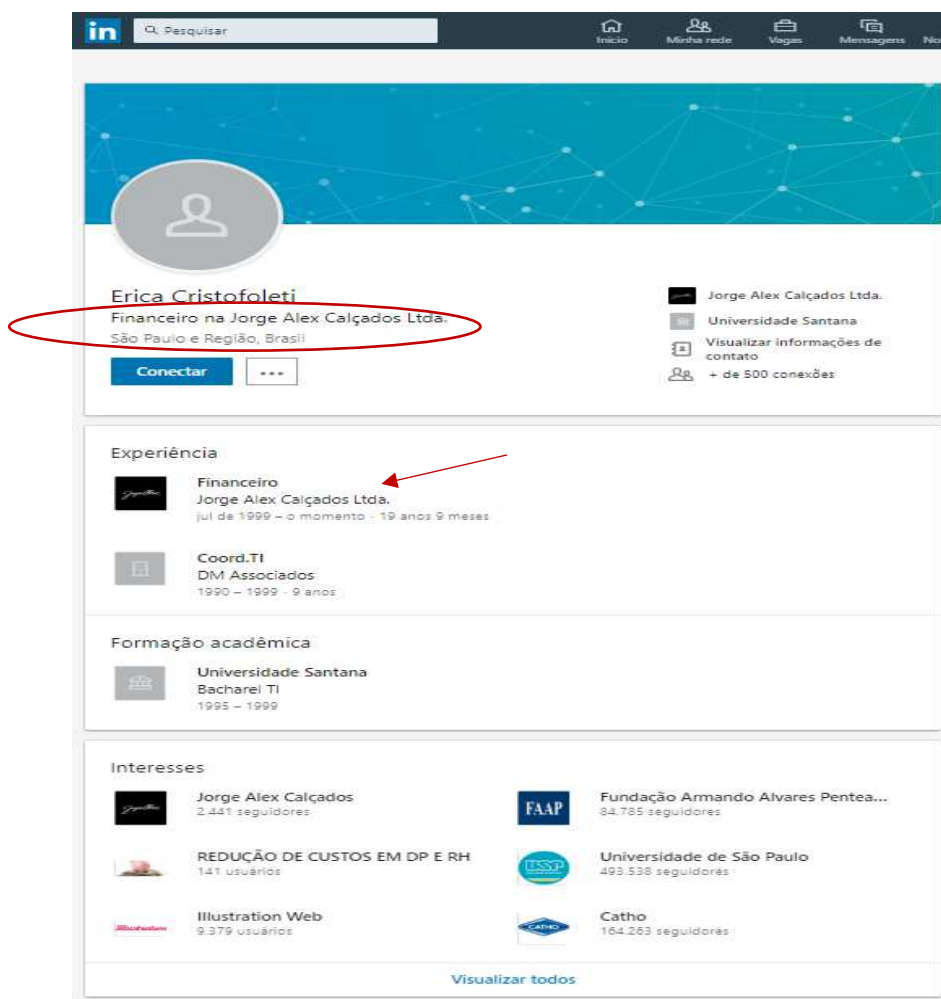 in Pesquisar Início Minha rede Vagas Mensagens No
Erica Cristofoleti
Financeiro na Jorge Alex Calçados Ltda.
São Paulo e Região, Brasil
Conectar ...
Jorge Alex Calçados Ltda.
Universidade Santana
Visualizar informações de
contato
+ de 500 conexões
Experiência
Financeiro
Jorge Alex Calçados Ltda.
jul de 1999 – o momento · 19 anos 9 meses
Coord.TI
DM Associados
1990 – 1999 · 9 anos
Formação acadêmica
Universidade Santana
Bacharel TI
1995 – 1999
Interesses
Jorge Alex Calçados
2.441 seguidores
FAAP
Fundação Armando Alvares Pentea...
84.785 seguidores
REDUÇÃO DE CUSTOS EM DP E RH
141 usuários
Universidade de São Paulo
493.538 seguidores
Illustration Web
9.379 usuários
CATHO
Catho
164.263 seguidores
Visualizar todos